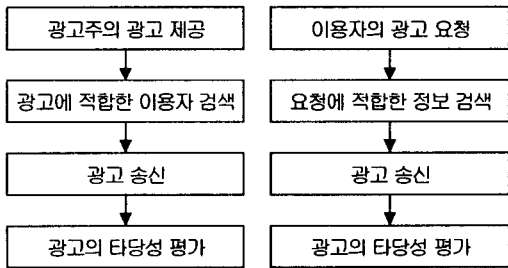 광고주의 광고 제공
광고에 적합한 이용자 검색
광고 송신
광고의 타당성 평가
이용자의 광고 요청
요청에 적합한 정보 검색
광고 송신
광고의 타당성 평가